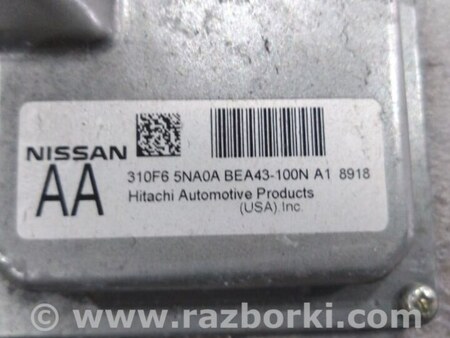 NISSAN
AA
310F6 5NA0A BEA43-100N A1 8918
Hitachi Automotive Products
(USA).Inc.
© www.razborki.com